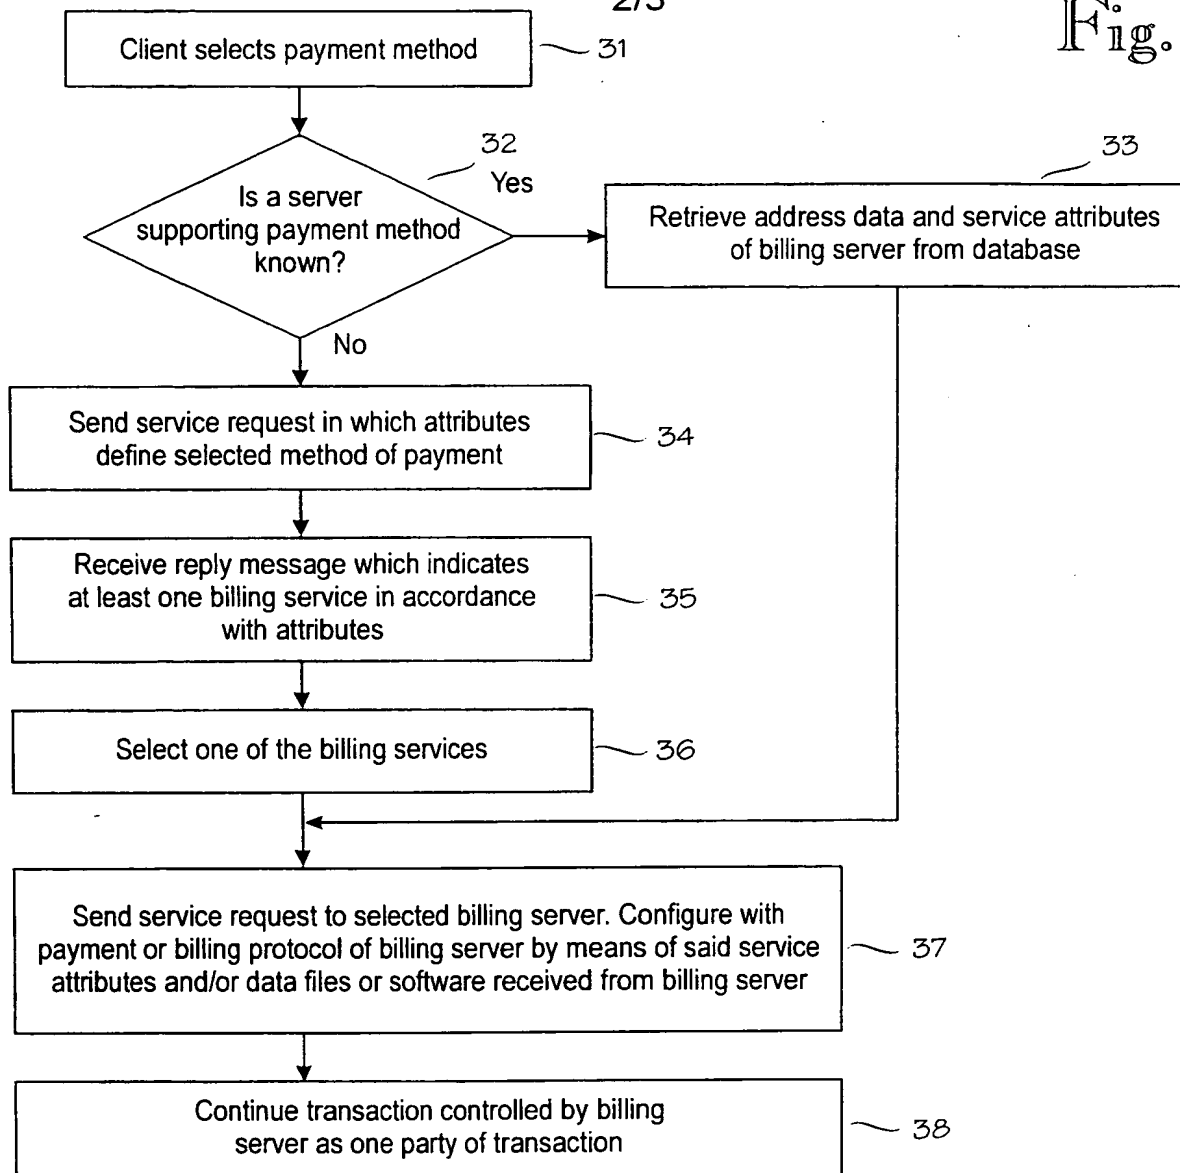 2/3
Fig.
Client selects payment method
31
32
Yes
Is a server
supporting payment method
known?
33
Retrieve address data and service attributes
of billing server from database
No
Send service request in which attributes
define selected method of payment
34
Receive reply message which indicates
at least one billing service in accordance
with attributes
35
Select one of the billing services
36
Send service request to selected billing server. Configure with
payment or billing protocol of billing server by means of said service
attributes and/or data files or software received from billing server
37
Continue transaction controlled by billing
server as one party of transaction
38